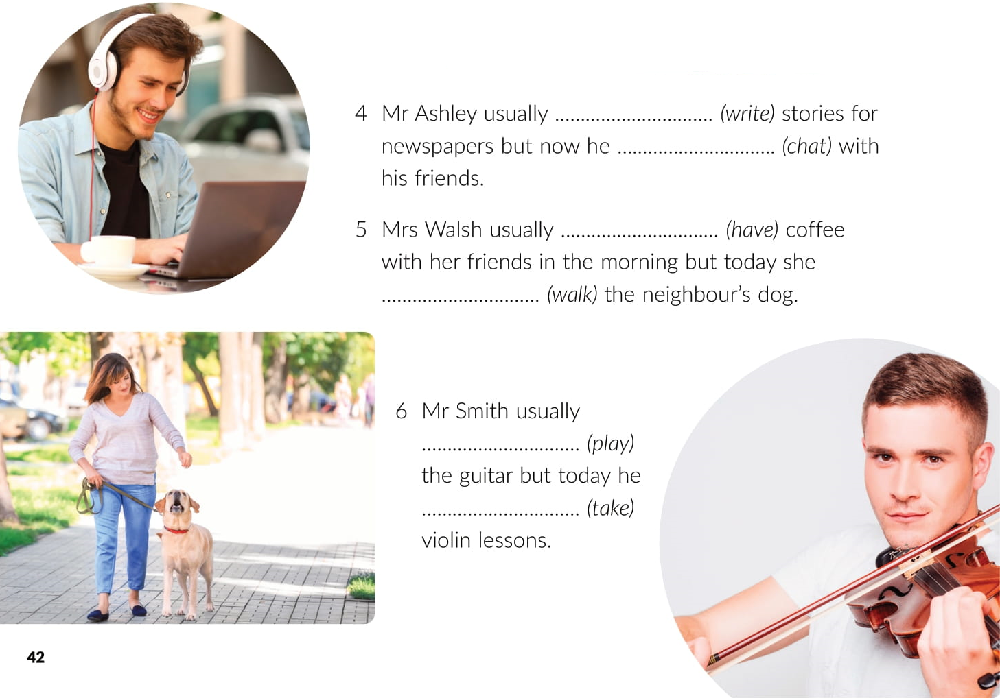 4 Mr Ashley usually ............................... (write) stories for
newspapers but now he ............................... (chat) with
his friends.
5 Mrs Walsh usually ............................... (have) coffee
with her friends in the morning but today she
............................... (walk) the neighbour's dog.
6 Mr Smith usually
............................... (play)
the guitar but today he
............................... (take)
violin lessons.
42